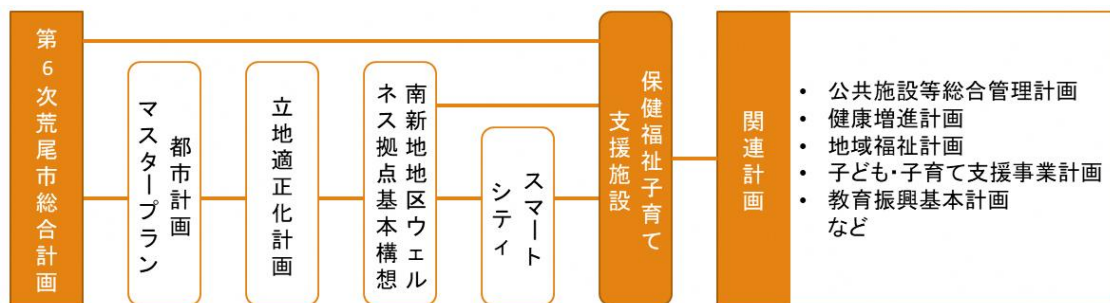 第6次荒尾市総合計画
都市計画
マスタープラン
立地適正化計画
南新地地区ウェル
ネス拠点基本構想
スマート
シティ
保健福祉子育て
支援施設
関連計画
• 公共施設等総合管理計画
• 健康増進計画
• 地域福祉計画
• 子ども・子育て支援事業計画
• 教育振興基本計画
など